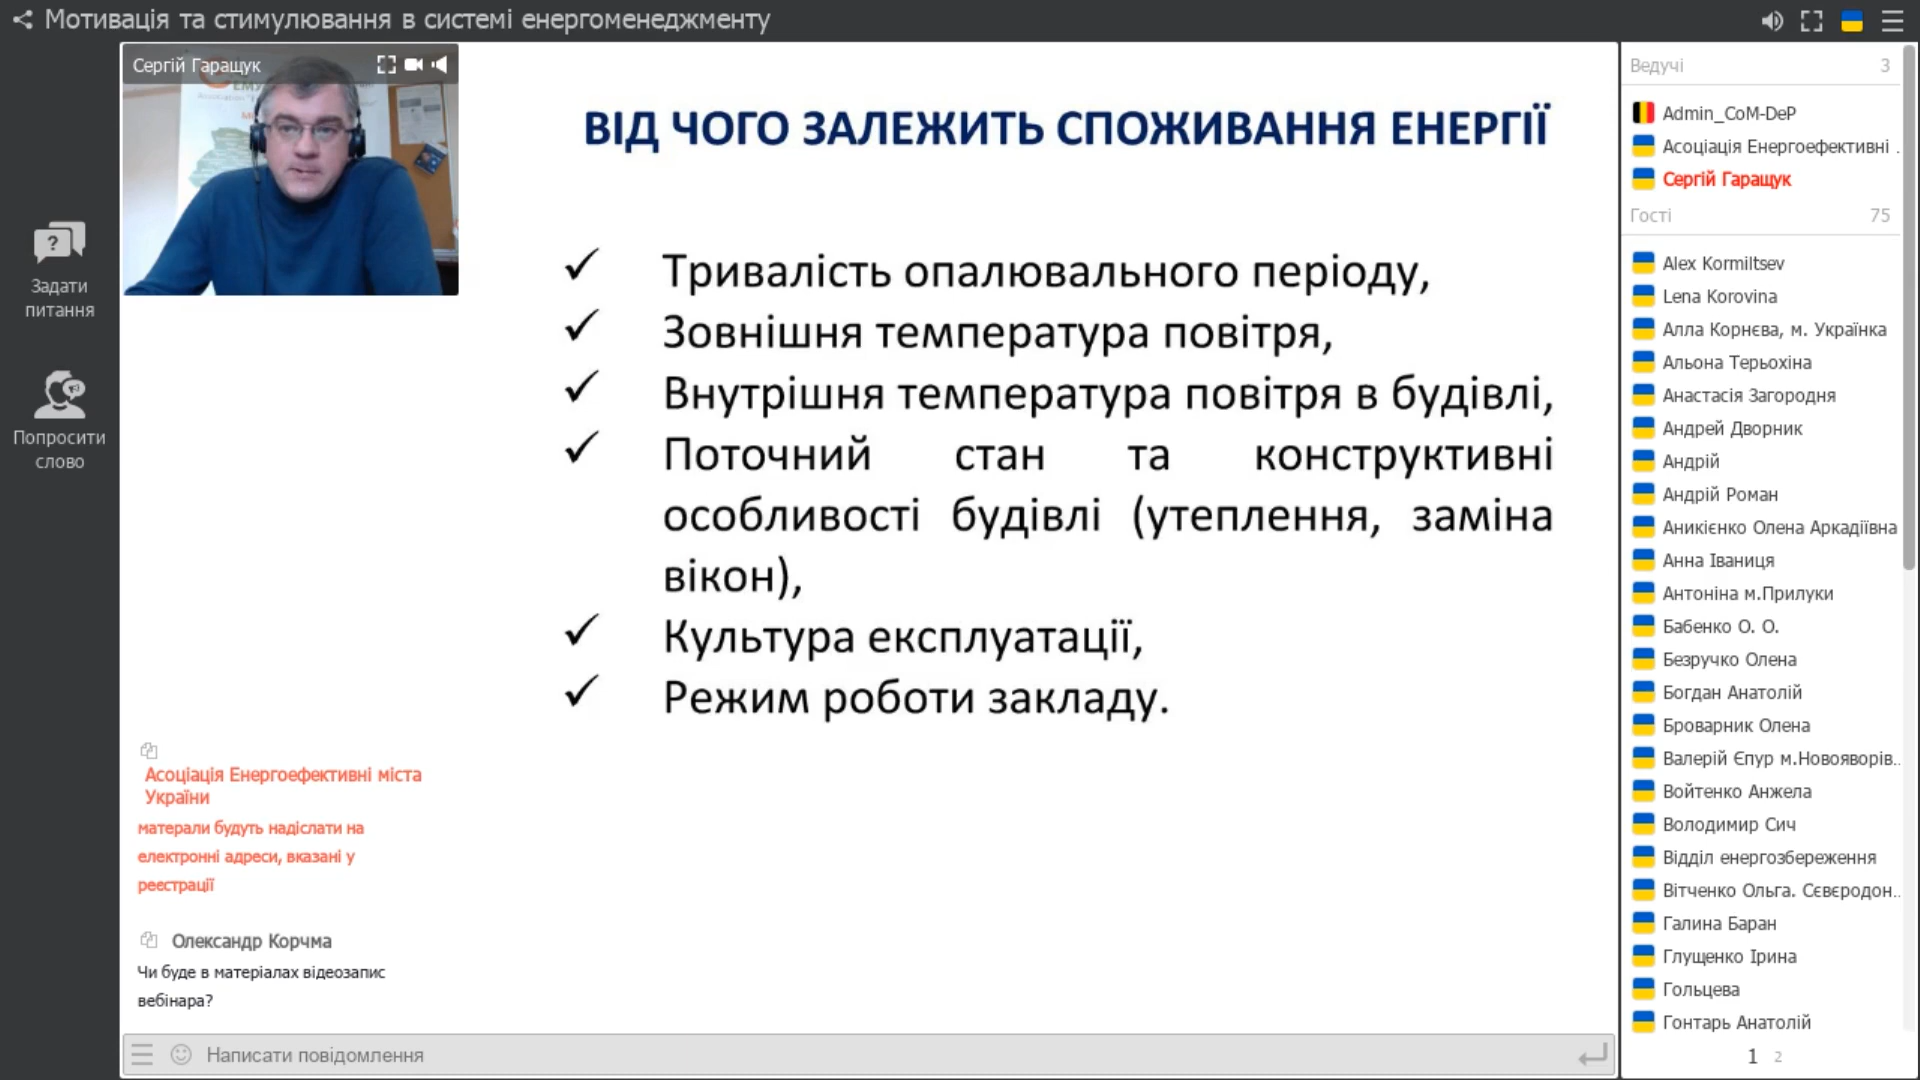 Мотивація та стимулювання в системі енергоменеджменту
Сергій Гаращук
Задати
питання
Попросити
слово
ВІД ЧОГО ЗАЛЕЖИТЬ СПОЖИВАННЯ ЕНЕРГІЇ
✓ Тривалість опалювального періоду,
✓ Зовнішня температура повітря,
✓ Внутрішня температура повітря в будівлі,
✓ Поточний стан та конструктивні
особливості будівлі (утеплення, заміна
вікон),
✓ Культура експлуатації,
✓ Режим роботи закладу.
Асоціація Енергоефективні міста
України
матерали будуть надіслати на
електронні адреси, вказані у
реєстрації
Олександр Корчма
Чи буде в матеріалах відеозапис
вебінара?
Написати повідомлення
Ведучі 3
Admin_CoM-DeP
Асоціація Енергоефективні .
Сергій Гаращук
Гості 75
Alex Kormiltsev
Lena Korovina
Алла Корнєва, м. Українка
Альона Терьохіна
Анастасія Загородня
Андрей Дворник
Андрій
Андрій Роман
Аникієнко Олена Аркадіївна
Анна Іваниця
Антоніна м.Прилуки
Бабенко О. О.
Безручко Олена
Богдан Анатолій
Броварник Олена
Валерій Єпур м.Новояворів..
Войтенко Анжела
Володимир Сич
Відділ енергозбереження
Вітченко Ольга. Сєвєродон..
Галина Баран
Глущенко Ірина
Гольцева
Гонтарь Анатолій
1 2